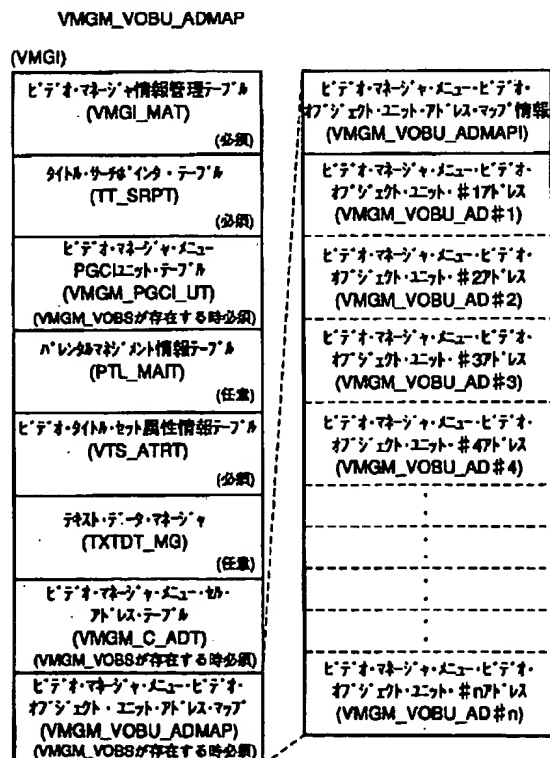 VMGM_VOBU_ADMAP
(VMGI)
ビデオ・マネージャ情報管理テーブル
(VMGI_MAT)
(必須)
タイトル・サーチポインタ・テーブル
(TT_SRPT)
(必須)
ビデオ・マネージャ・メニュー
PGCIユニット・テーブル
(VMGM_PGCI_UT)
(VMGM_VOBSが存在する時必須)
パレンタルマネジメント情報テーブル
(PTL_MAIT)
(任意)
ビデオ・タイトル・セット属性情報テーブル
(VTS_ATRT)
(必須)
テキスト・データ・マネージャ
(TXTDT_MG)
(任意)
ビデオ・マネージャ・メニュー・セル・
アドレス・テーブル
(VMGM_C_ADT)
(VMGM_VOBSが存在する時必須)
ビデオ・マネージャ・メニュー・ビデオ・
オブジェクト・ユニット・アドレス・マップ
(VMGM_VOBU_ADMAP)
(VMGM_VOBSが存在する時必須)
ビデオ・マネージャ・メニュー・ビデオ・
オブジェクト・ユニット・アドレス・マップ情報
(VMGM_VOBU_ADMAPI)
ビデオ・マネージャ・メニュー・ビデオ・
オブジェクト・ユニット・#1アドレス
(VMGM_VOBU_AD#1)
ビデオ・マネージャ・メニュー・ビデオ・
オブジェクト・ユニット・#2アドレス
(VMGM_VOBU_AD#2)
ビデオ・マネージャ・メニュー・ビデオ・
オブジェクト・ユニット・#3アドレス
(VMGM_VOBU_AD#3)
ビデオ・マネージャ・メニュー・ビデオ・
オブジェクト・ユニット・#4アドレス
(VMGM_VOBU_AD#4)
ビデオ・マネージャ・メニュー・ビデオ・
オブジェクト・ユニット・#nアドレス
(VMGM_VOBU_AD#n)